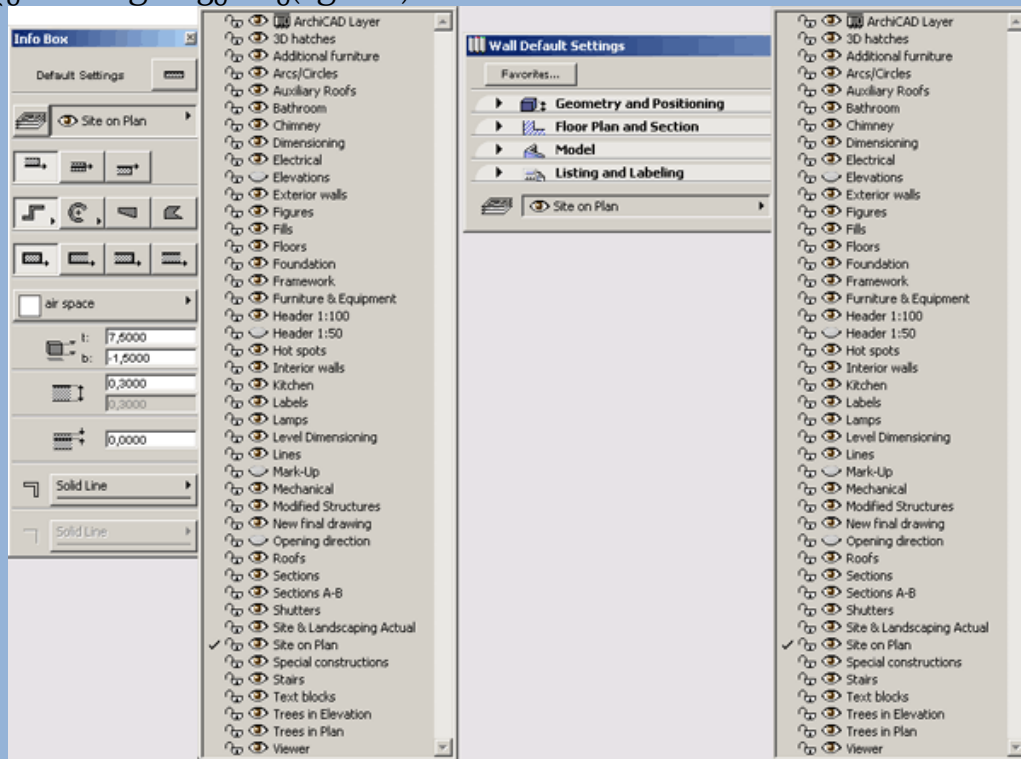 Info Box
Default Settings
Site on Plan
air space
t: 7,5000
b: -1,5000
0,3000
0,3000
0,0000
Solid Line
Solid Line
ArchiCAD Layer
3D hatches
Additional furniture
Arcs/Circles
Auxiliary Roofs
Bathroom
Chimney
Dimensioning
Electrical
Elevations
Exterior walls
Figures
Fills
Floors
Foundation
Framework
Furniture & Equipment
Header 1:100
Header 1:50
Hot spots
Interior walls
Kitchen
Labels
Lamps
Level Dimensioning
Lines
Mark-Up
Mechanical
Modified Structures
New final drawing
Opening direction
Roofs
Sections
Sections A-B
Shutters
Site & Landscaping Actual
Site on Plan
Special constructions
Stairs
Text blocks
Trees in Elevation
Trees in Plan
Viewer
Wall Default Settings
Favorites...
Geometry and Positioning
Floor Plan and Section
Model
Listing and Labeling
Site on Plan
ArchiCAD Layer
3D hatches
Additional furniture
Arcs/Circles
Auxiliary Roofs
Bathroom
Chimney
Dimensioning
Electrical
Elevations
Exterior walls
Figures
Fills
Floors
Foundation
Framework
Furniture & Equipment
Header 1:100
Header 1:50
Hot spots
Interior walls
Kitchen
Labels
Lamps
Level Dimensioning
Lines
Mark-Up
Mechanical
Modified Structures
New final drawing
Opening direction
Roofs
Sections
Sections A-B
Shutters
Site & Landscaping Actual
Site on Plan
Special constructions
Stairs
Text blocks
Trees in Elevation
Trees in Plan
Viewer